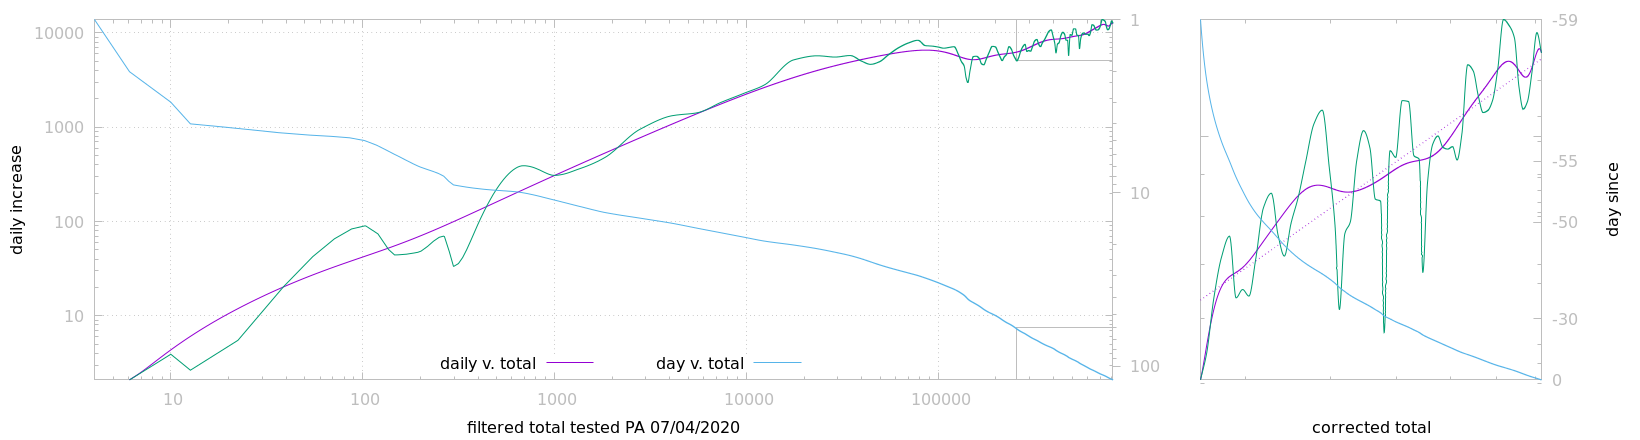 10000
1000
100
10
daily increase
10
100
1000
10000
100000
filtered total tested PA 07/04/2020
daily v. total
day v. total
1
10
100
-59
-55
-50
-30
0
day since
corrected total